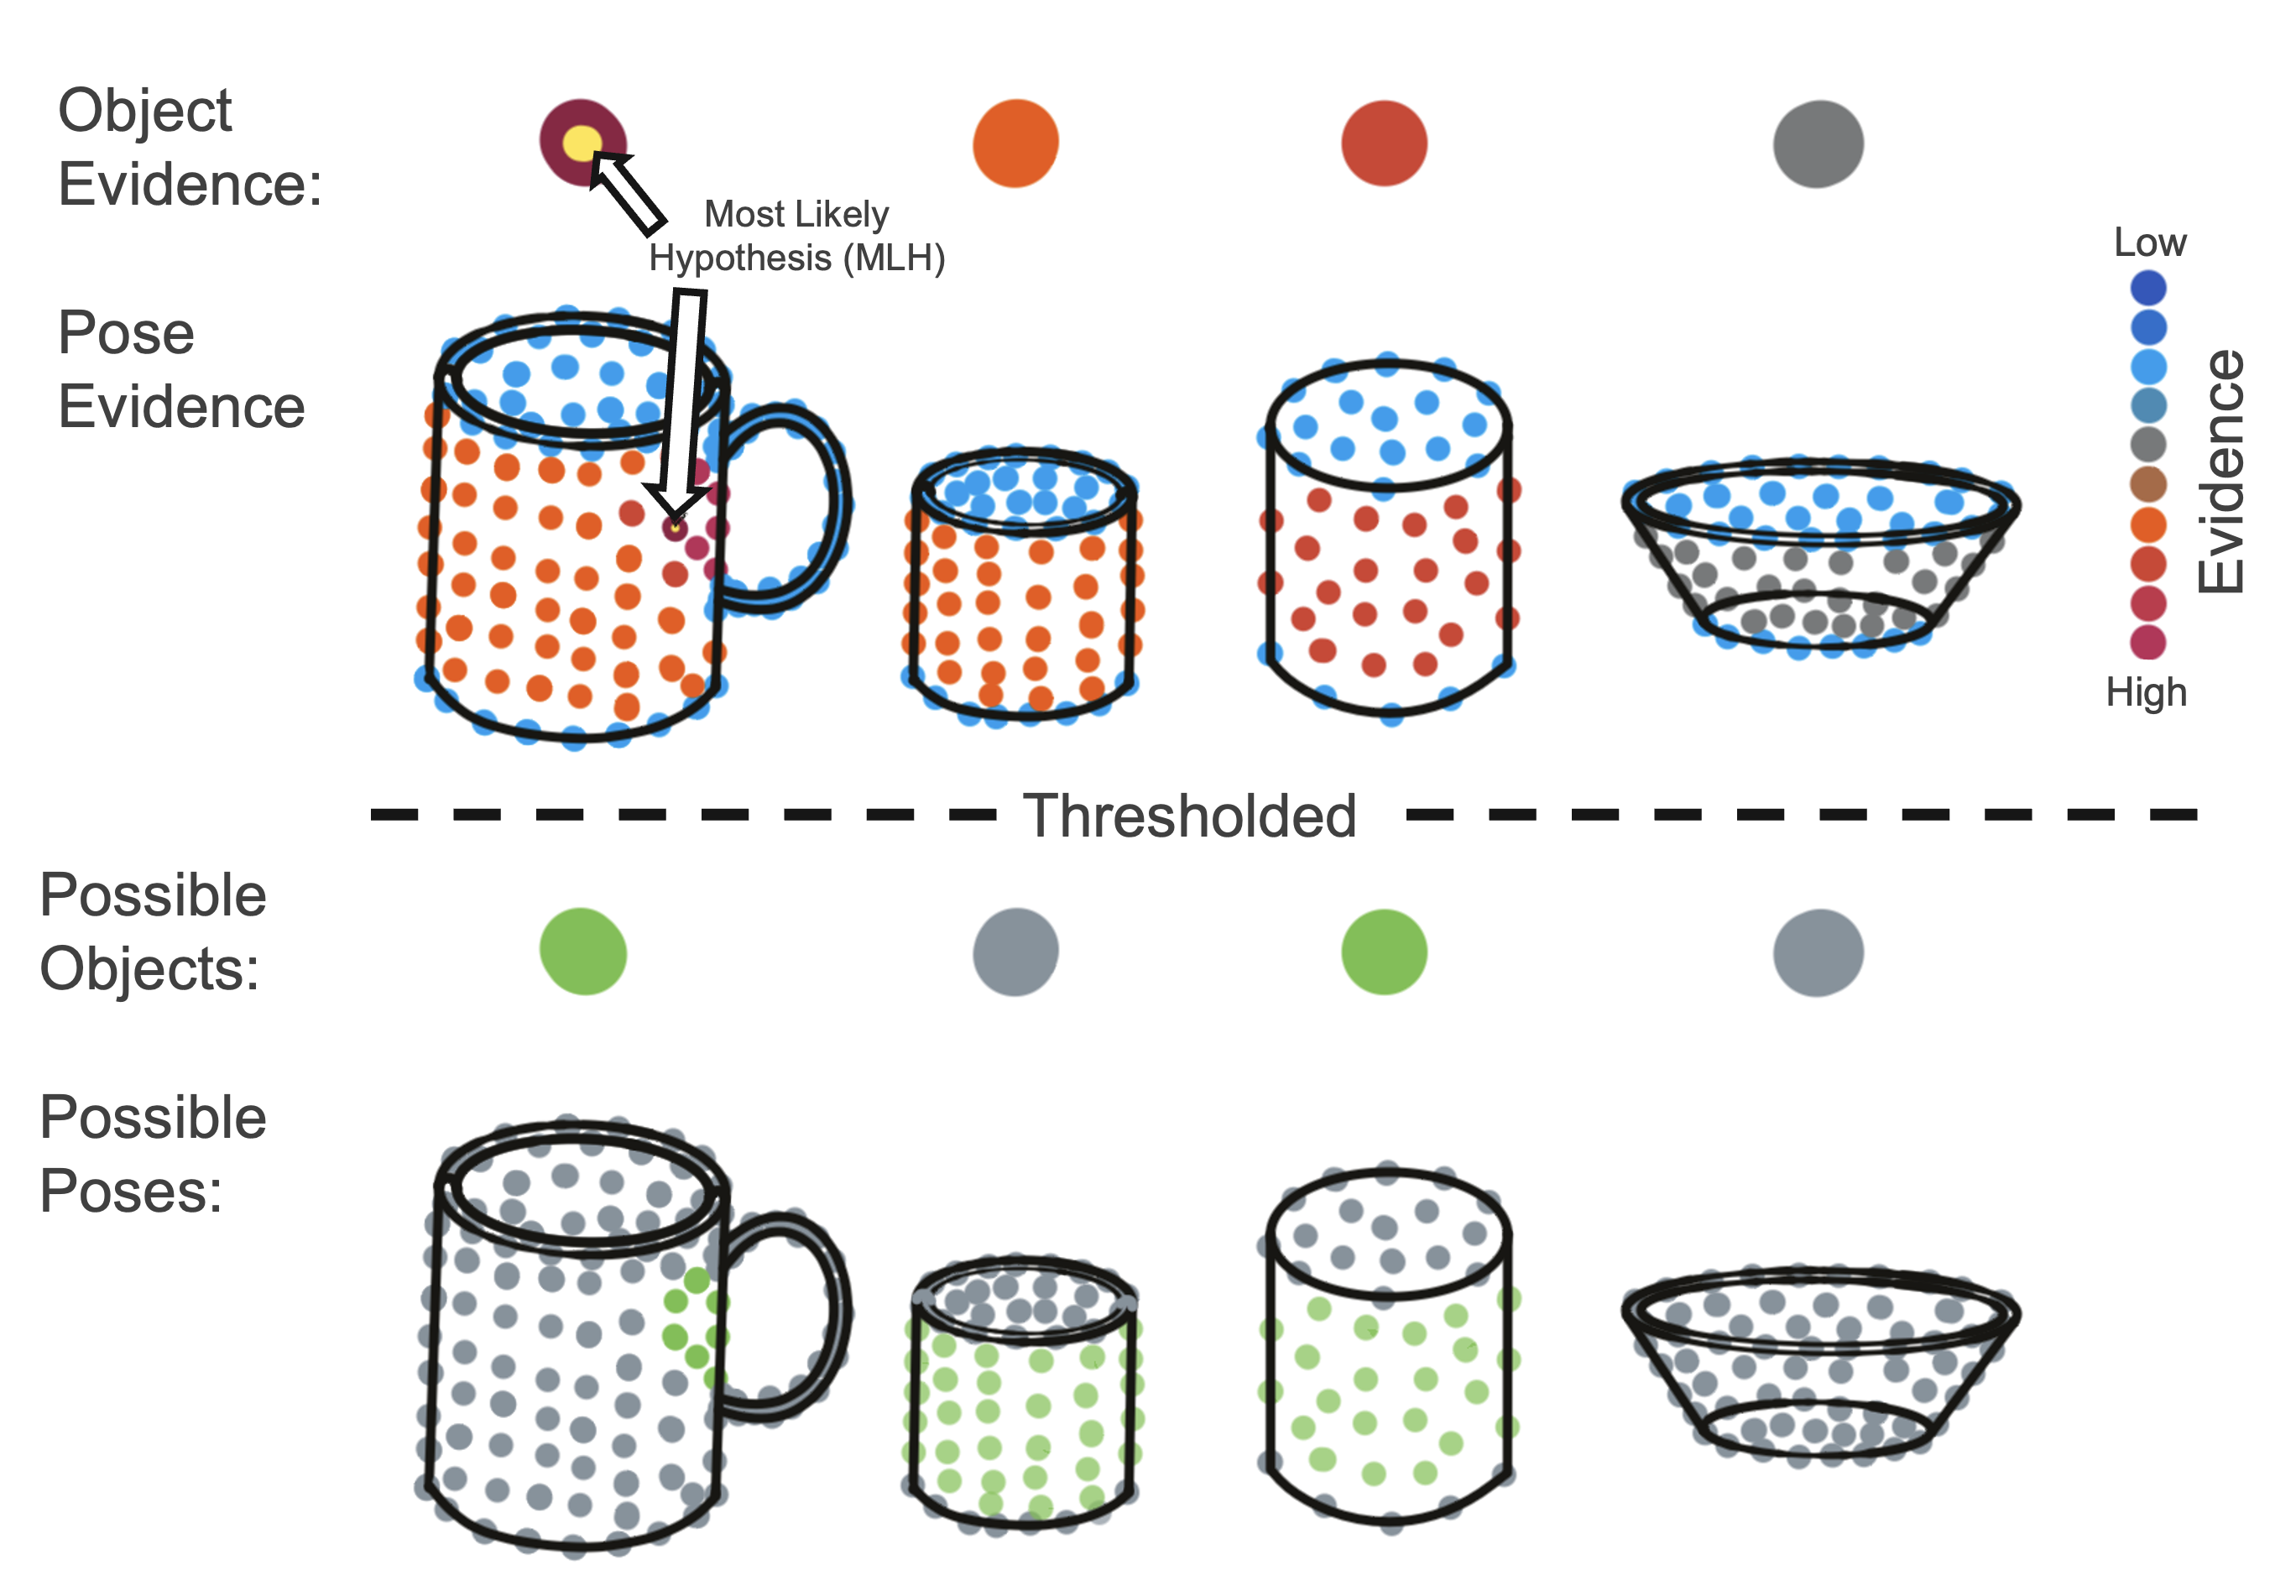 Object
Evidence:
Most Likely
Hypothesis (MLH)
Low
Pose
Evidence
Evidence
High
Thresholded
Possible
Objects:
Possible
Poses: